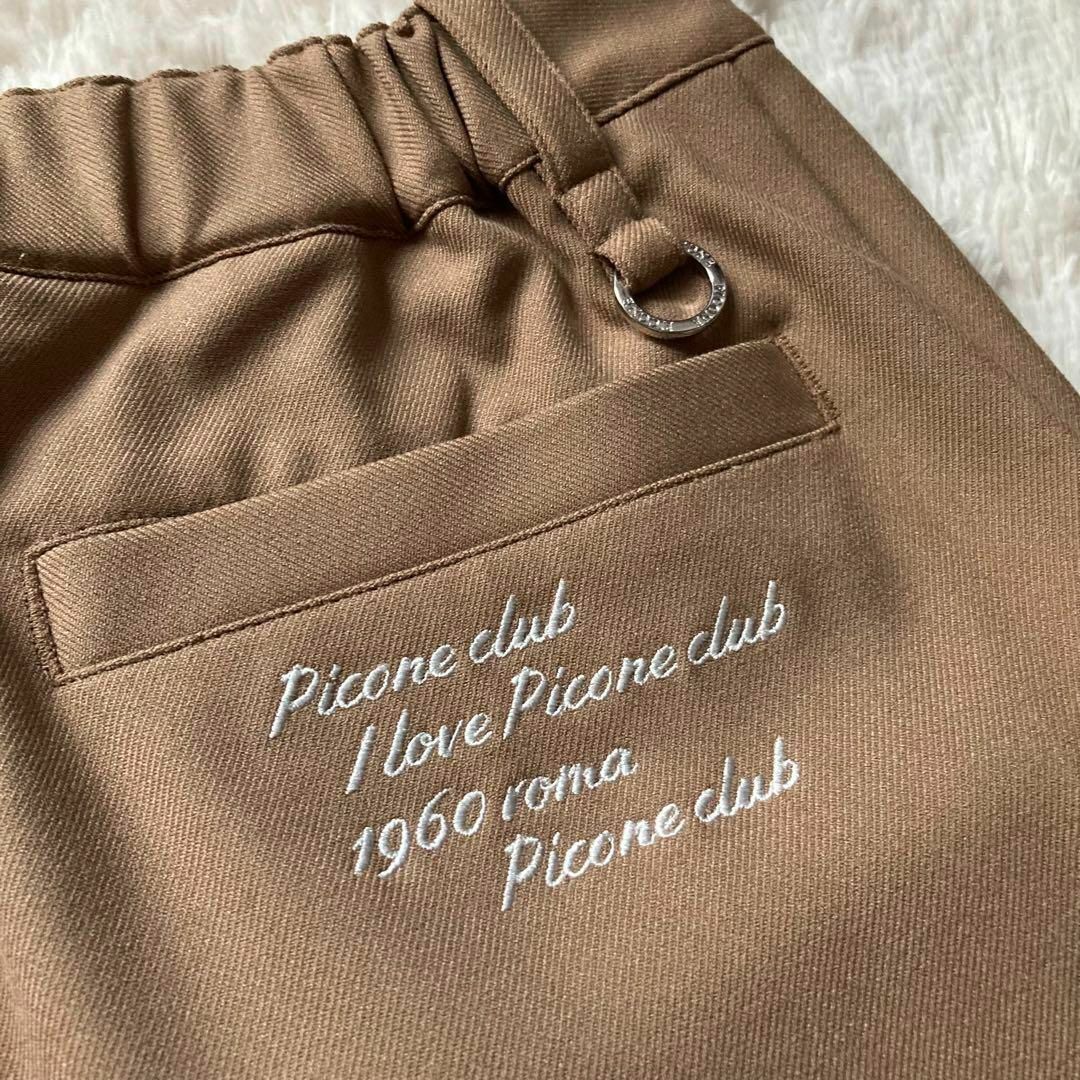 Picone club
I love Picone club
1960 roma
Picone club